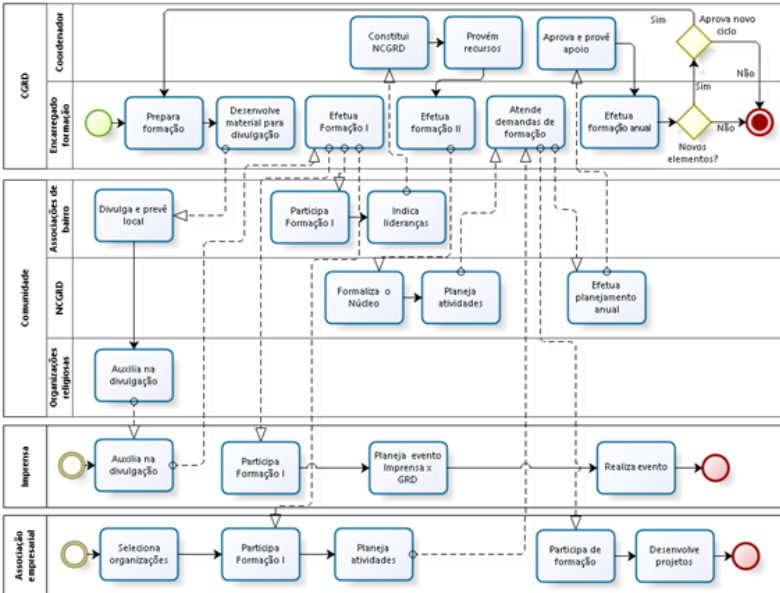 CGRD
Coordenador
Constitui
NCGRD
Provêm
recursos
Aprova e provê
apoio
Sim
Aprova novo
ciclo
Não
Encarregado
formação
Prepara
formação
Desenvolve
material para
divulgação
Efetua
Formação I
Efetua
formação II
Atende
demandas de
formação
Efetua
formação anual
Sim
Não
Novos
elementos?
Comunidade
Associações de
bairro
Divulga e prevê
local
Participa
Formação I
Indica
lideranças
NCGRD
Formaliza o
Núcleo
Planeja
atividades
Efetua
planejamento
anual
Organizações
religiosas
Auxilia na
divulgação
Imprensa
Auxilia na
divulgação
Participa
Formação I
Planeja evento
Imprensa x
GRD
Realiza evento
Associação
empresarial
Seleciona
organizações
Participa
Formação I
Planeja
atividades
Participa de
formação
Desenvolve
projetos